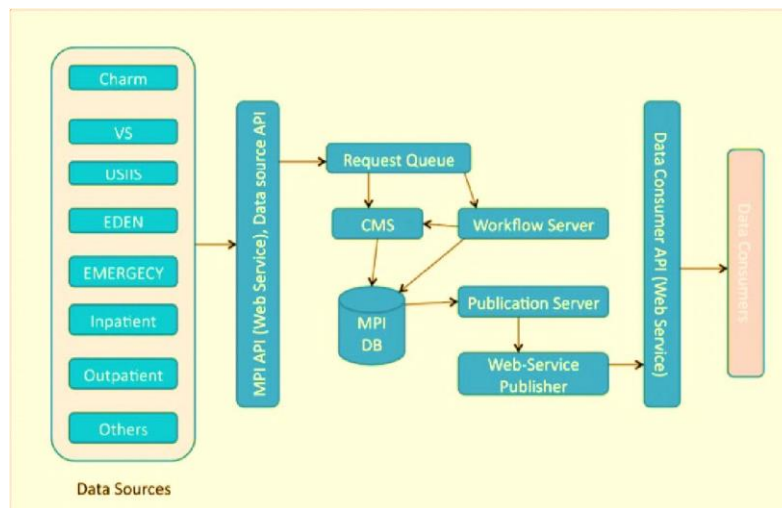 Charm
VS
USIIS
EDEN
EMERGECY
Inpatient
Outpatient
Others
Data Sources
MPI API (Web Service), Data source API
Request Queue
CMS
Workflow Server
MPI
DB
Publication Server
Web-Service
Publisher
Data Consumer API (Web Service)
Data Consumers